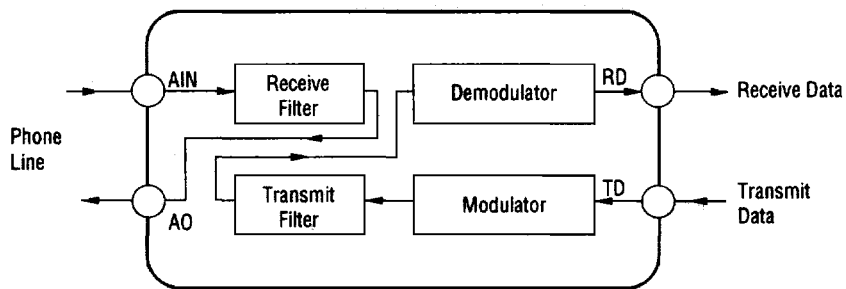 AIN
Receive
Filter
Demodulator
RD
Receive Data
Phone
Line
AO
Transmit
Filter
Modulator
TD
Transmit
Data